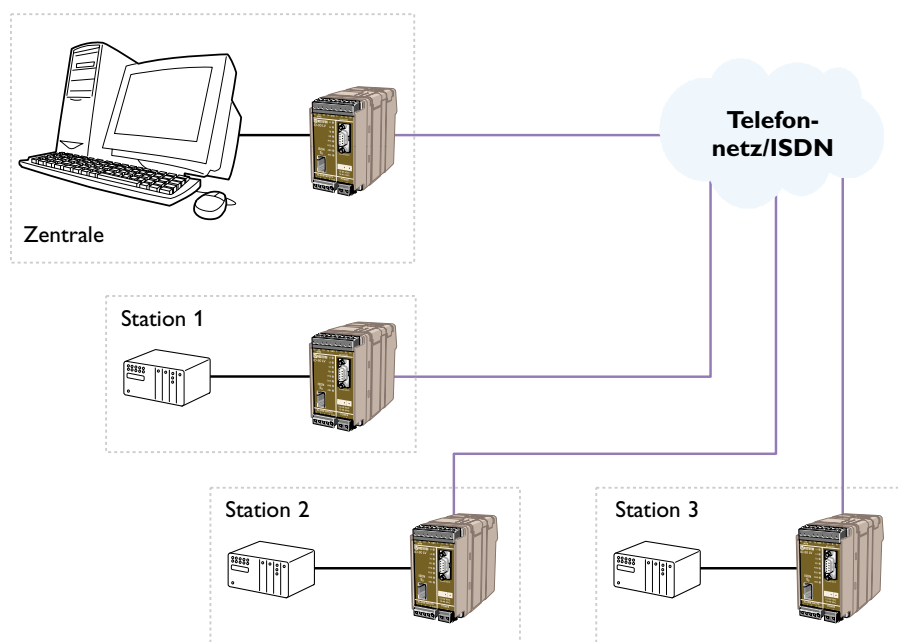 Telefon-
netz/ISDN
Zentrale
Station 1
Station 2
Station 3